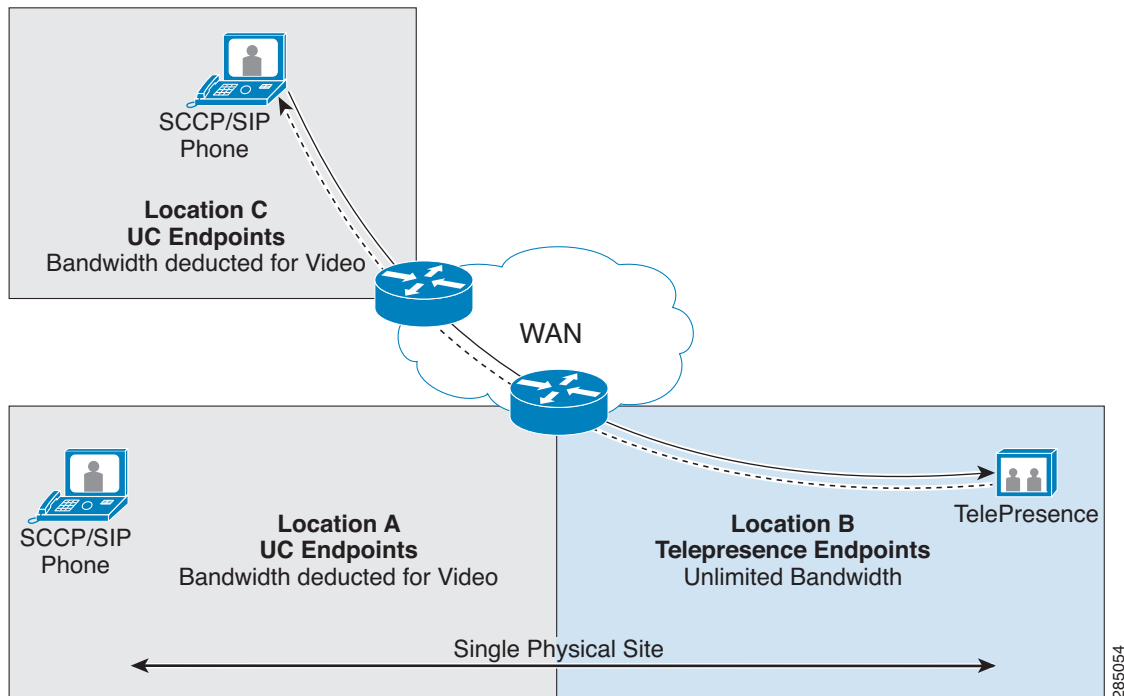 SCCP/SIP
Phone
Location C
UC Endpoints
Bandwidth deducted for Video
WAN
SCCP/SIP
Phone
Location A
UC Endpoints
Bandwidth deducted for Video
Location B
Telepresence Endpoints
Unlimited Bandwidth
TelePresence
Single Physical Site
285054